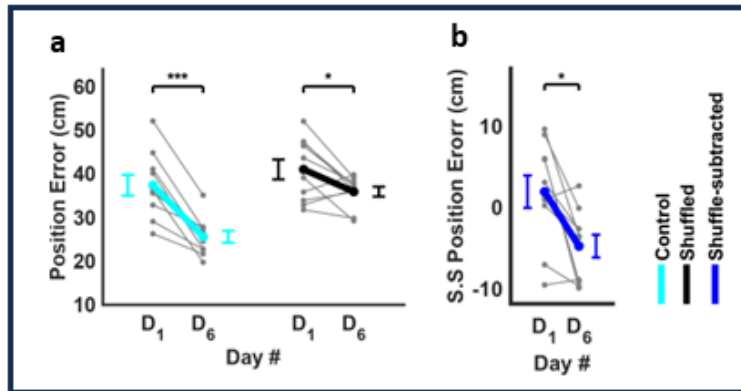 a
b
***
*
*
Position Error (cm)
60
50
40
30
20
10
D1
D6
D1
D6
Day #
S.S Position Erorr (cm)
10
0
-10
D1
D6
Day #
Control
Shuffled
Shuffle-subtracted